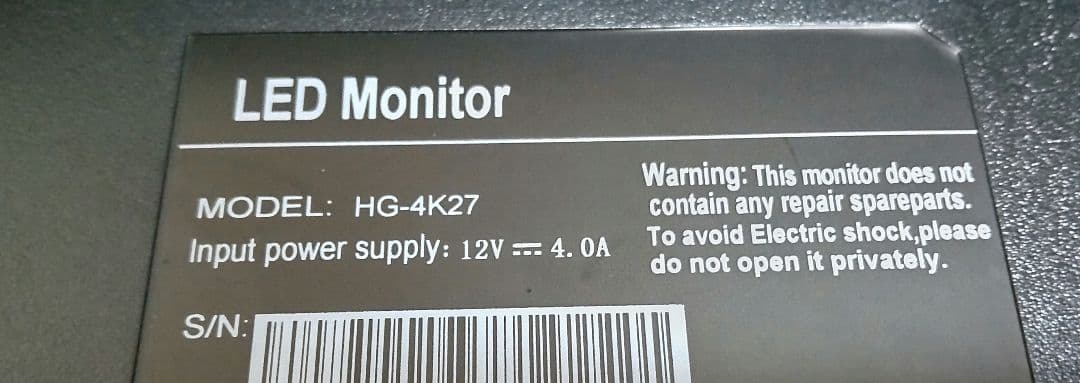 LED Monitor
MODEL: HG-4K27
Input power supply: 12V ⎓ 4.0A
S/N:
Warning: This monitor does not
contain any repair spareparts.
To avoid Electric shock,please
do not open it privately.